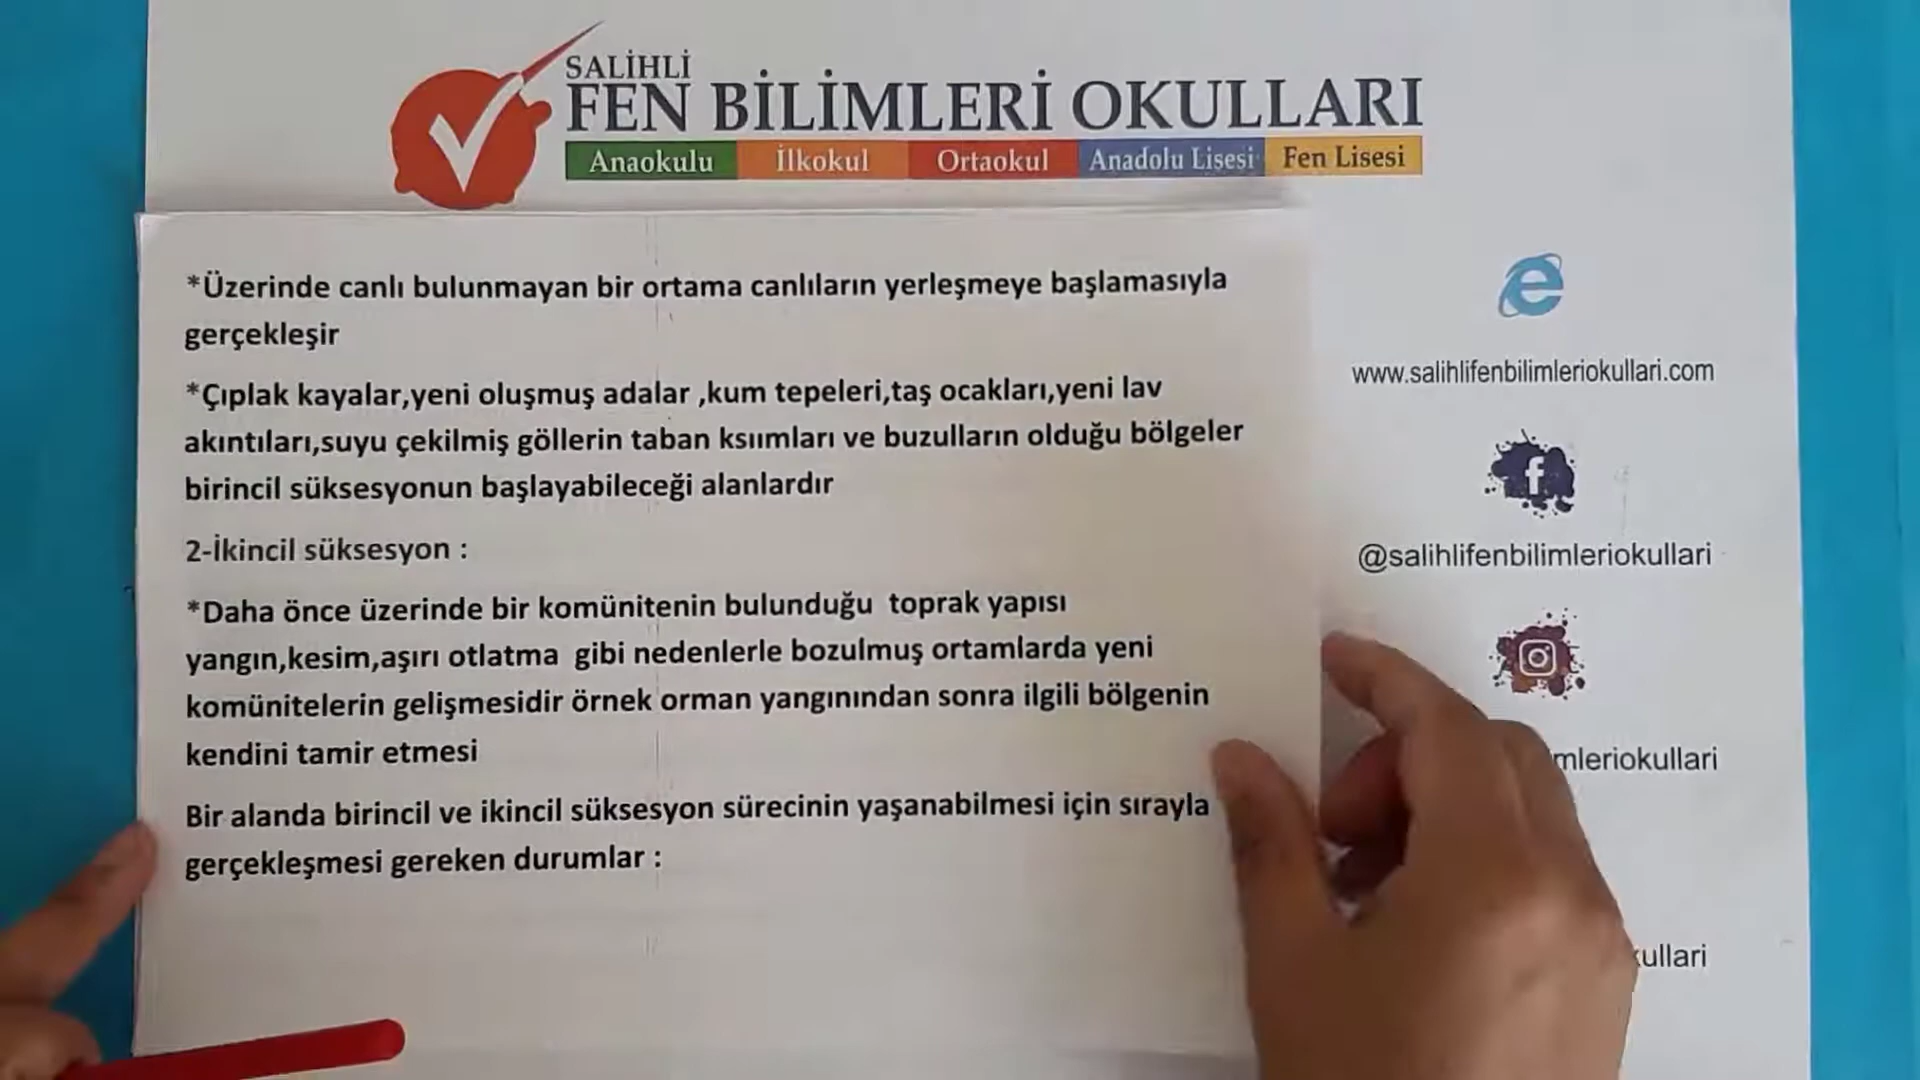 SALİHLİ
FEN BİLİMLERİ OKULLARI
Anaokulu İlkokul Ortaokul Anadolu Lisesi Fen Lisesi
*Üzerinde canlı bulunmayan bir ortama canlıların yerleşmeye başlamasıyla
gerçekleşir
*Çıplak kayalar,yeni oluşmuş adalar ,kum tepeleri,taş ocakları,yeni lav
akıntıları,suyu çekilmiş göllerin taban ksıımları ve buzulların olduğu bölgeler
birincil süksesyonun başlayabileceği alanlardır
2-İkincil süksesyon :
*Daha önce üzerinde bir komünitenin bulunduğu toprak yapısı
yangın,kesim,aşırı otlatma gibi nedenlerle bozulmuş ortamlarda yeni
komünitelerin gelişmesidir örnek orman yangınından sonra ilgili bölgenin
kendini tamir etmesi
Bir alanda birincil ve ikincil süksesyon sürecinin yaşanabilmesi için sırayla
gerçekleşmesi gereken durumlar :
www.salihlifenbilimleriokullari.com
f
@salihlifenbilimleriokullari
mleriokullari
kullari